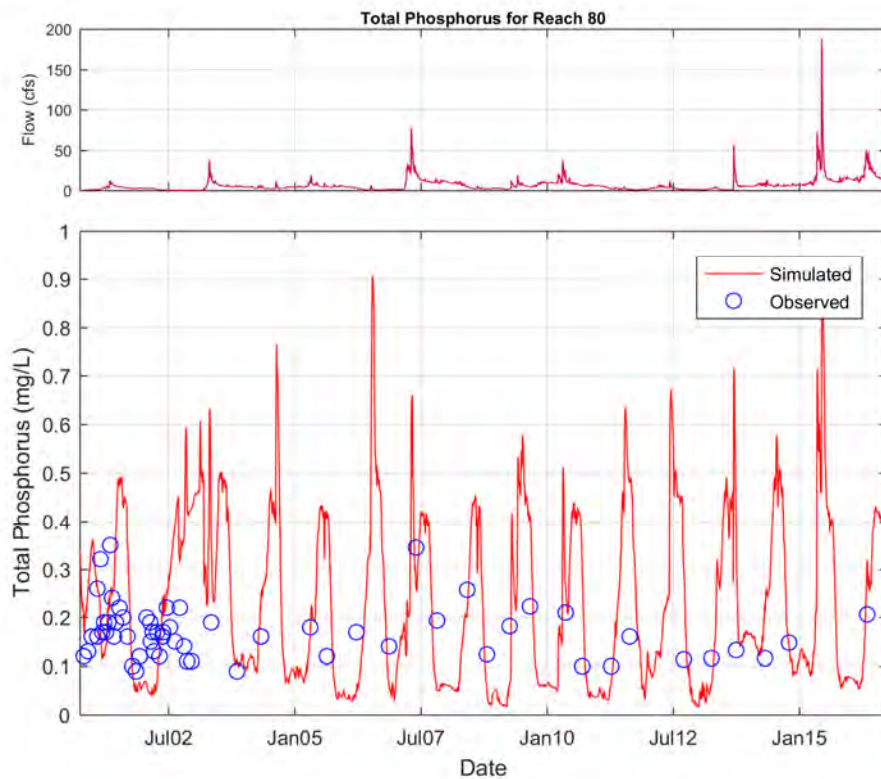 Total Phosphorus for Reach 80
200
150
100
50
0
Flow (cfs)
1
0.9
0.8
0.7
0.6
0.5
0.4
0.3
0.2
0.1
0
Total Phosphorus (mg/L)
Simulated
Observed
Jul02 Jan05 Jul07 Jan10 Jul12 Jan15
Date